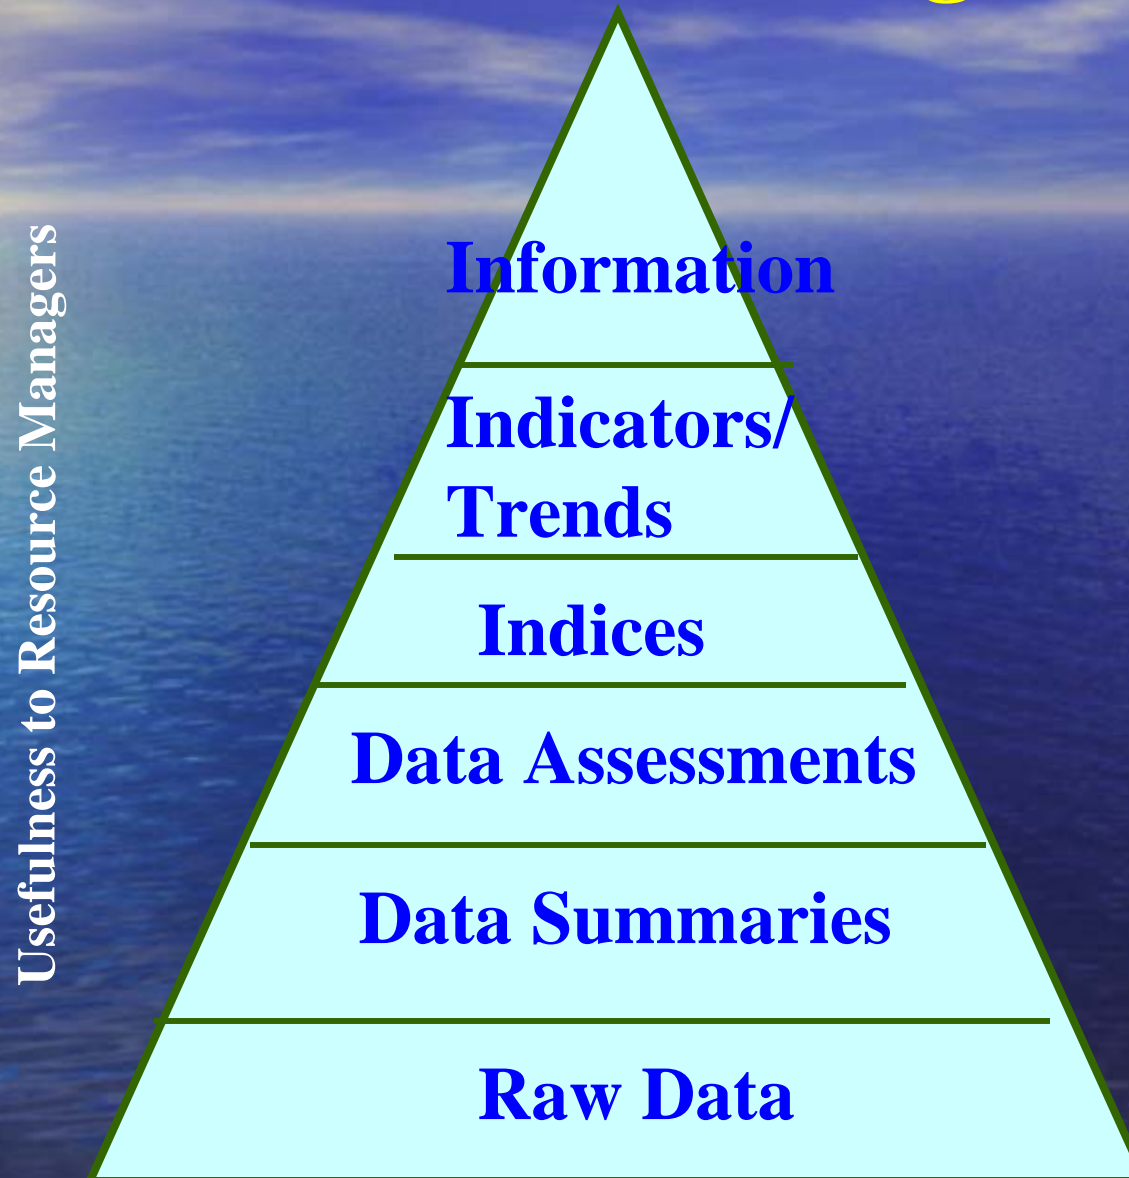 Information
Indicators/
Trends
Indices
Data Assessments
Data Summaries
Raw Data
Usefulness to Resource Managers